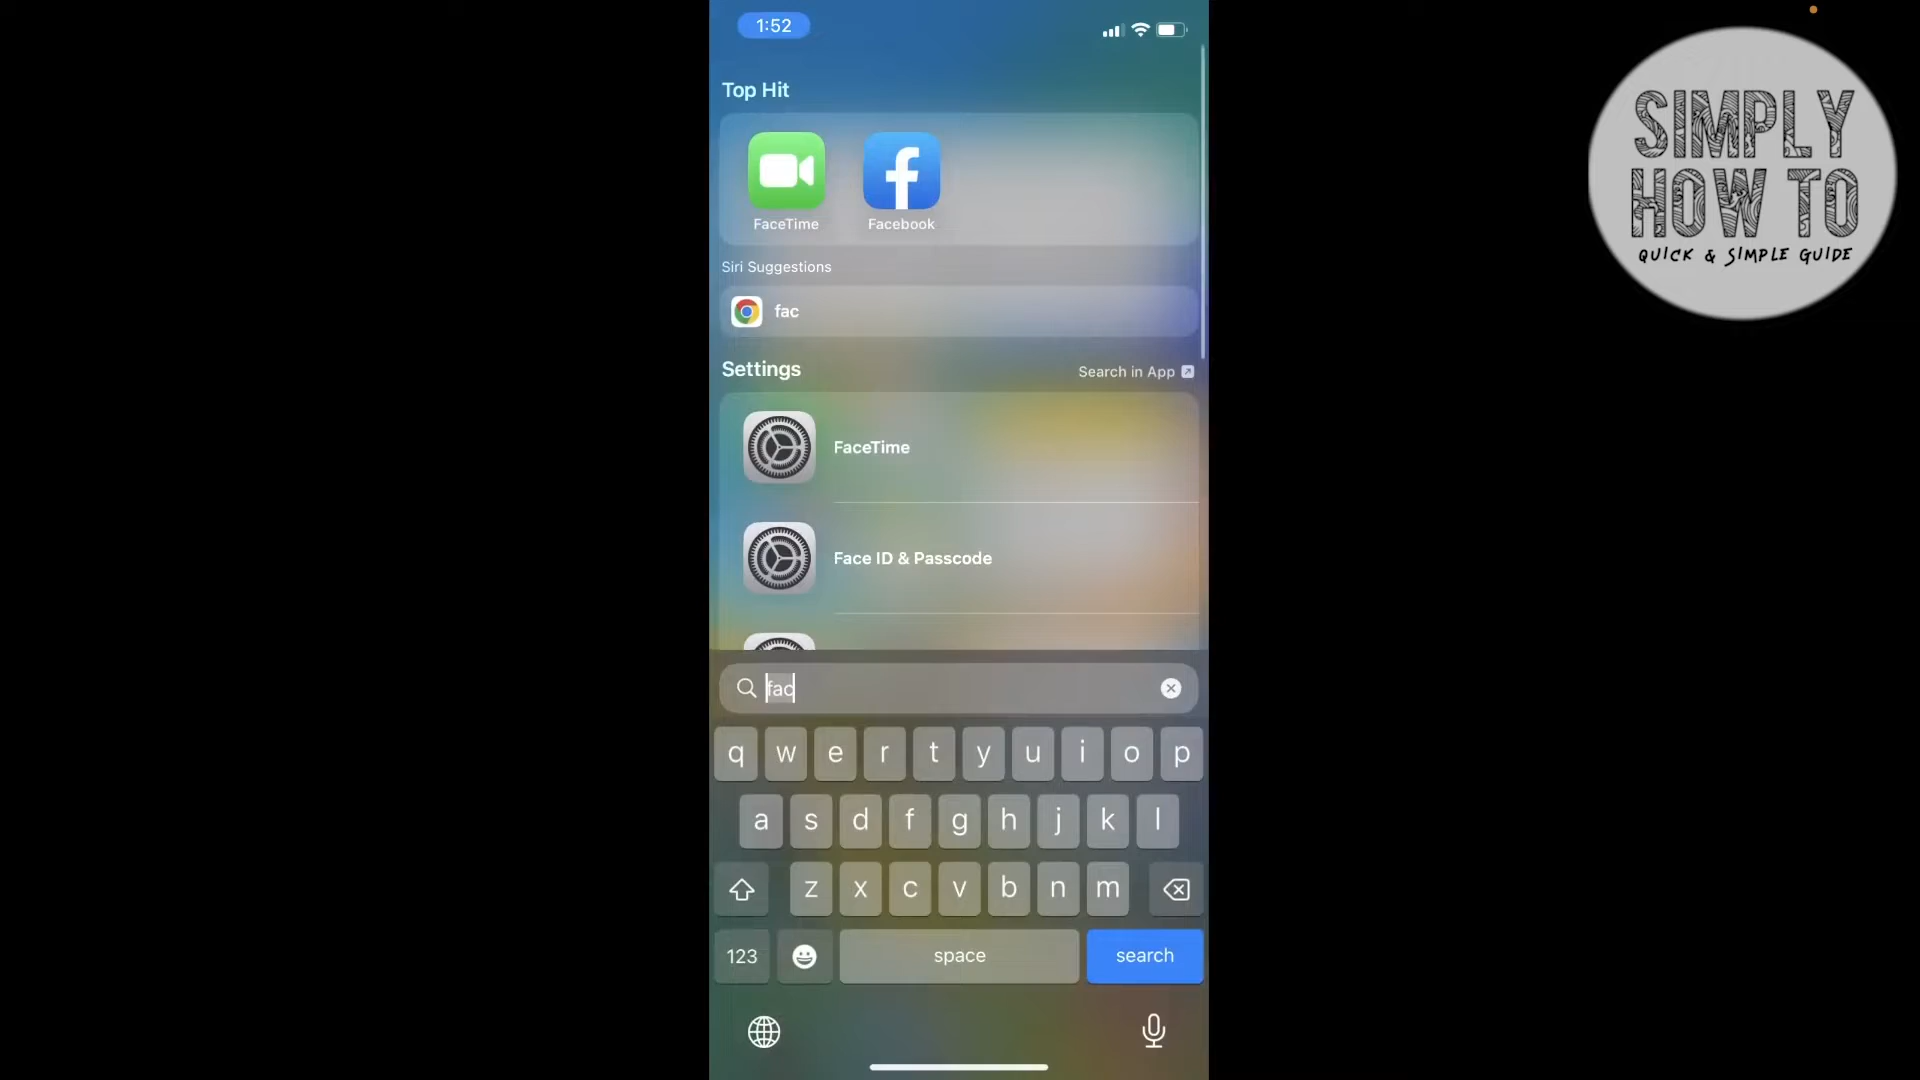 1:52
Top Hit
FaceTime
Facebook
Siri Suggestions
fac
Settings
Search in App
FaceTime
Face ID & Passcode
fac
q w e r t y u i o p
a s d f g h j k l
z x c v b n m
123
space
search
SIMPLY
HOW TO
QUICK & SIMPLE GUIDE